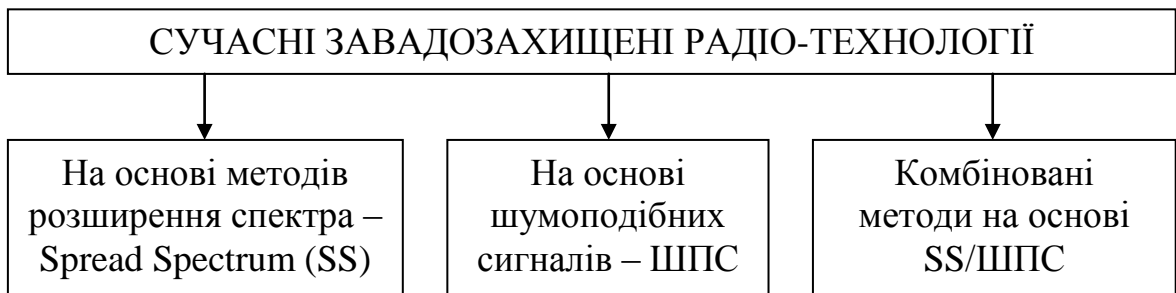 СУЧАСНІ ЗАВАДОЗАХИЩЕНІ РАДІО-ТЕХНОЛОГІЇ
На основі методів
розширення спектра –
Spread Spectrum (SS)
На основі
шумоподібних
сигналів – ШПС
Комбіновані
методи на основі
SS/ШПС